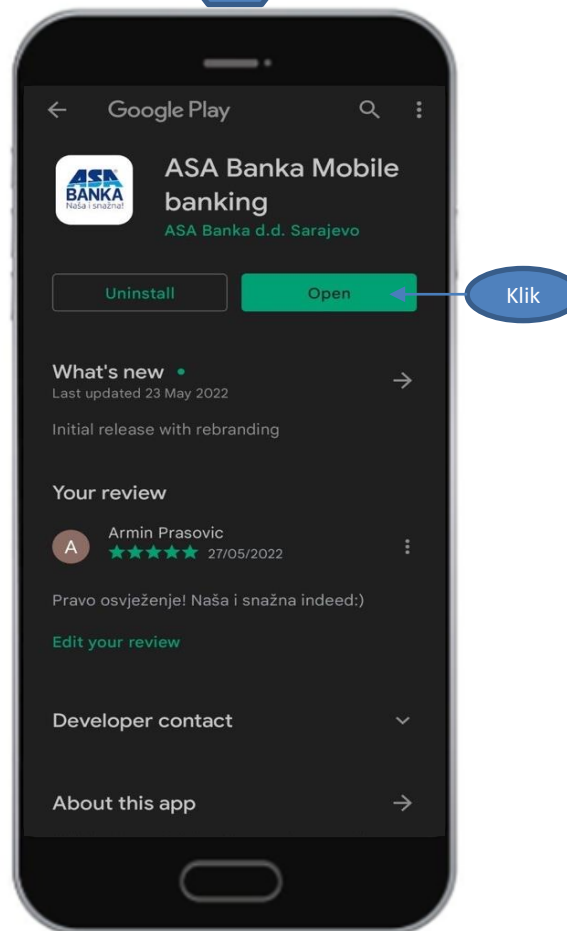 Google Play
ASA
BANKA
Naša i snažna!
ASA Banka Mobile
banking
ASA Banka d.d. Sarajevo
Uninstall
Open
Klik
What's new
Last updated 23 May 2022
Initial release with rebranding
Your review
A
Armin Prasovic
27/05/2022
Pravo osvježenje! Naša i snažna indeed:)
Edit your review
Developer contact
About this app